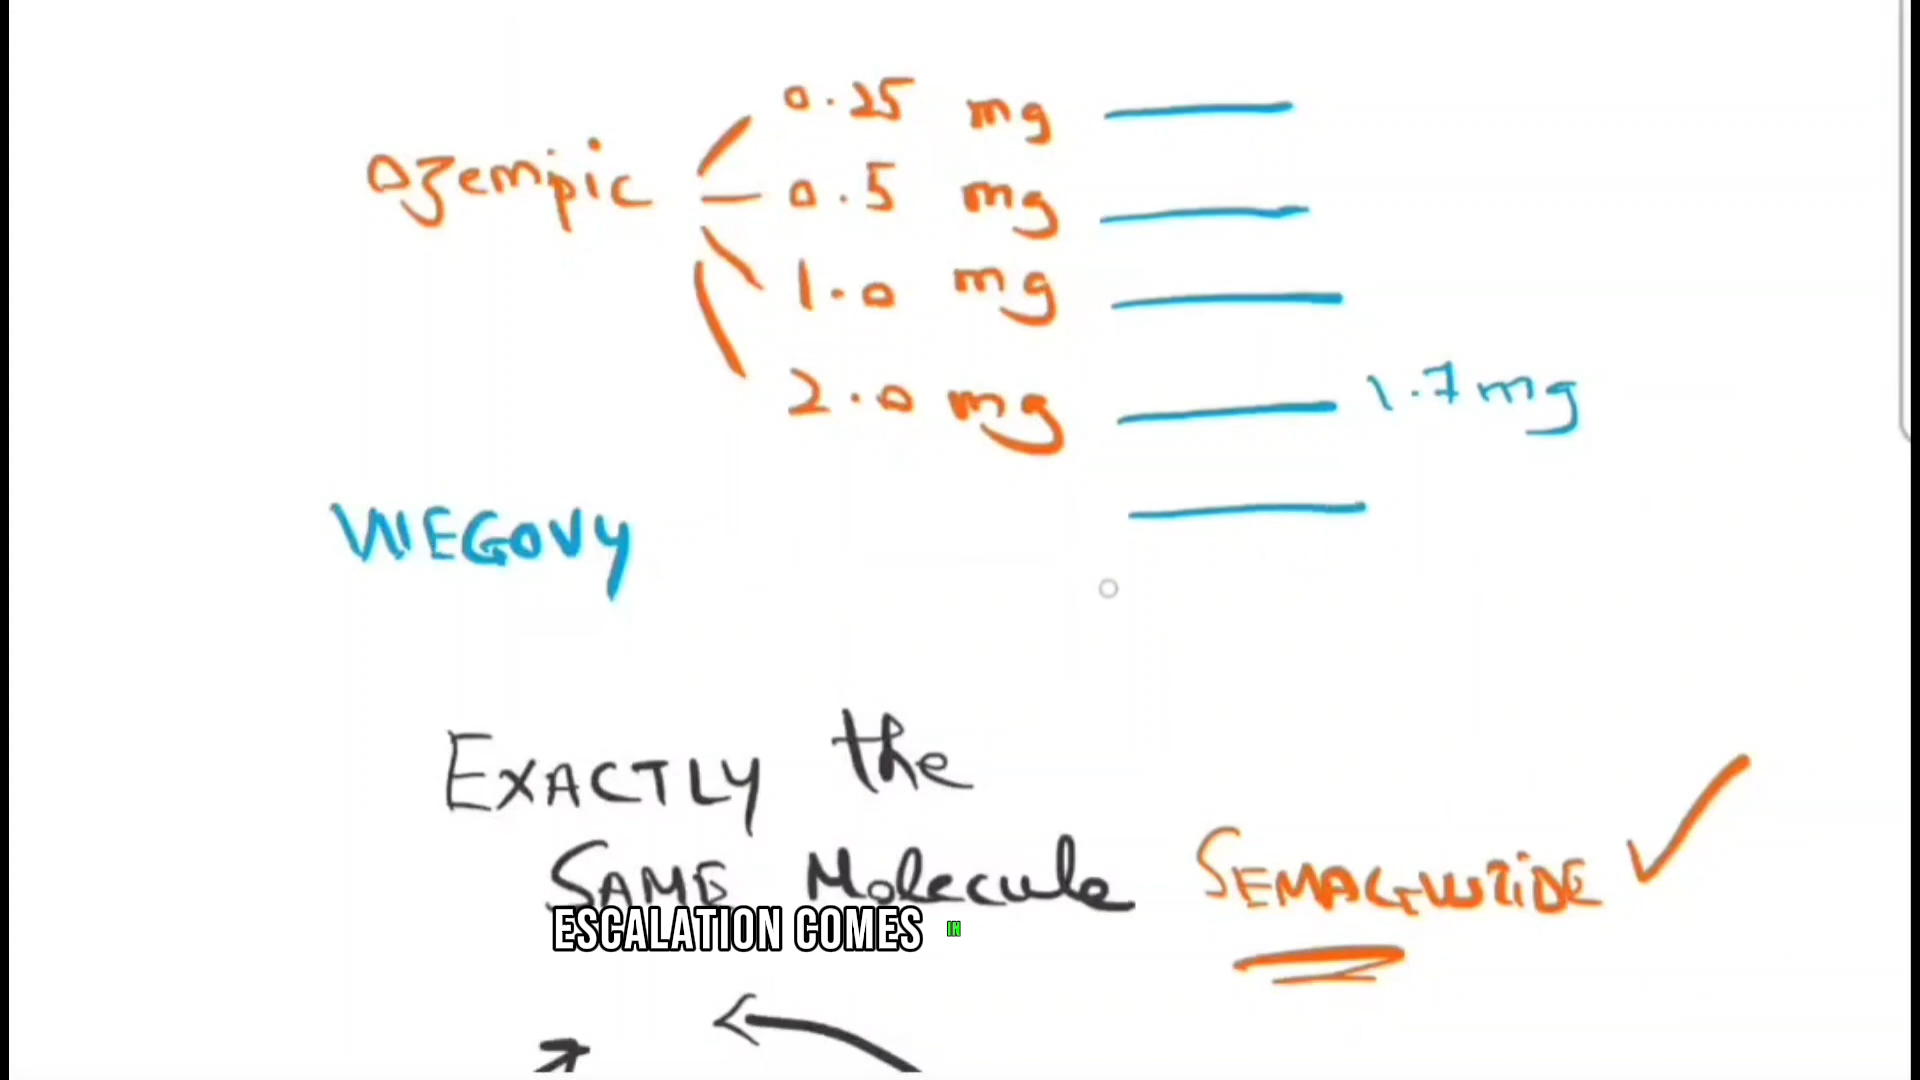 0.25 mg
Ozempic 0.5 mg
1.0 mg
2.0 mg 1.7mg
WEGOVY
EXACTLY the
SAME Molecule SEMAGLUTIDE
ESCALATION COMES IN